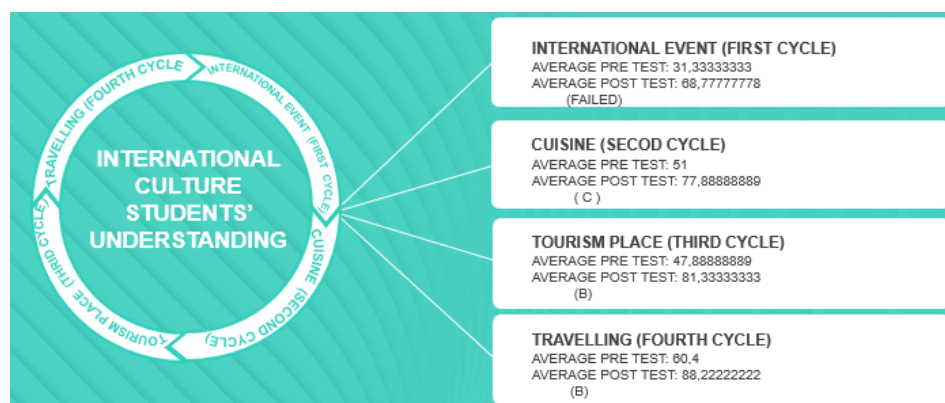 INTERNATIONAL
CULTURE
STUDENTS'
UNDERSTANDING
INTERNATIONAL EVENT (FIRST CYCLE)
CUISINE (SECOND CYCLE)
TOURISM PLACE (THRID CYCLE)
TRAVELLING (FOURTH CYCLE
INTERNATIONAL EVENT (FIRST CYCLE)
AVERAGE PRE TEST: 31,33333333
AVERAGE POST TEST: 68,77777778
(FAILED)
CUISINE (SECOD CYCLE)
AVERAGE PRE TEST: 51
AVERAGE POST TEST: 77,88888889
( C )
TOURISM PLACE (THIRD CYCLE)
AVERAGE PRE TEST: 47,88888889
AVERAGE POST TEST: 81,33333333
(B)
TRAVELLING (FOURTH CYCLE)
AVERAGE PRE TEST: 60,4
AVERAGE POST TEST: 88,22222222
(B)